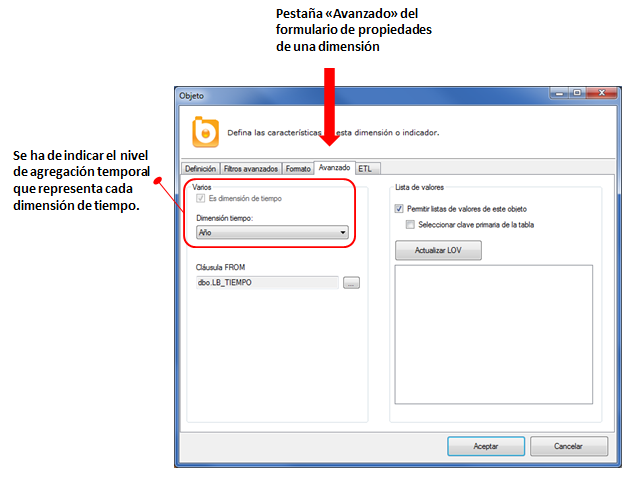 Pestaña «Avanzado» del
formulario de propiedades
de una dimensión
Se ha de indicar el nivel
de agregación temporal
que representa cada
dimensión de tiempo.
Objeto
Defina las características esta dimensión o indicador.
Definición Filtros avanzados Formato Avanzado ETL
Varios
Es dimensión de tiempo
Dimensión tiempo:
Año
Cláusula FROM
dbo.LB_TIEMPO
...
Lista de valores
Permitir listas de valores de este objeto
Seleccionar clave primaria de la tabla
Actualizar LOV
Aceptar
Cancelar